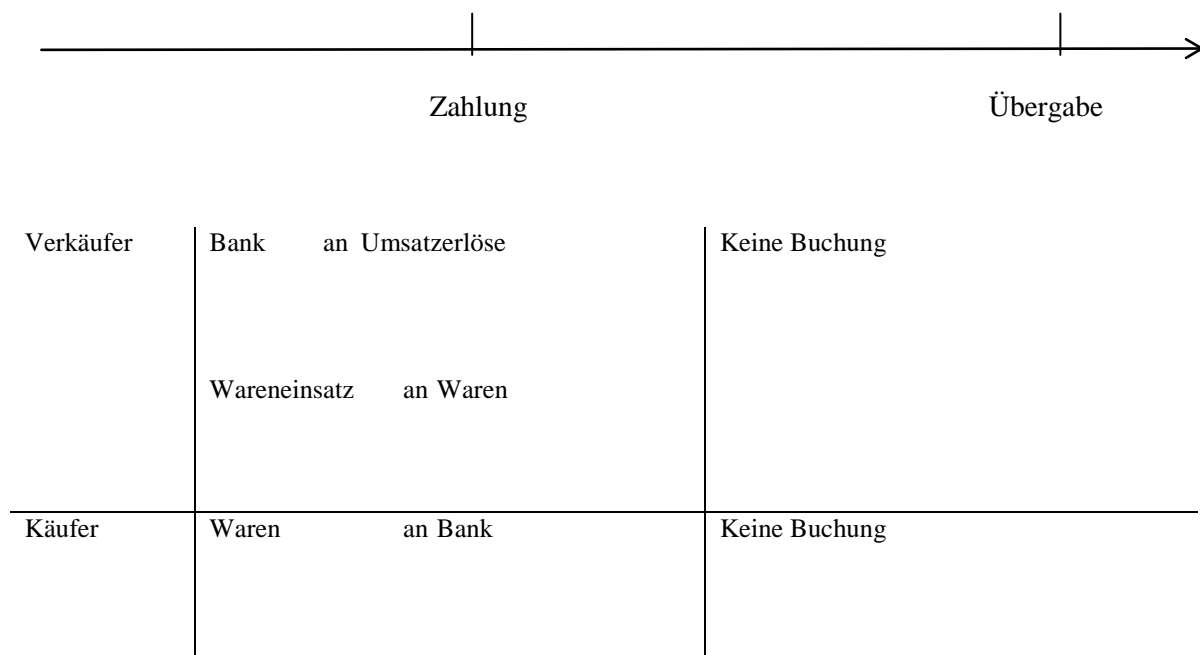 Zahlung Übergabe
Verkäufer Bank an Umsatzerlöse Keine Buchung
Wareneinsatz an Waren
Käufer Waren an Bank Keine Buchung